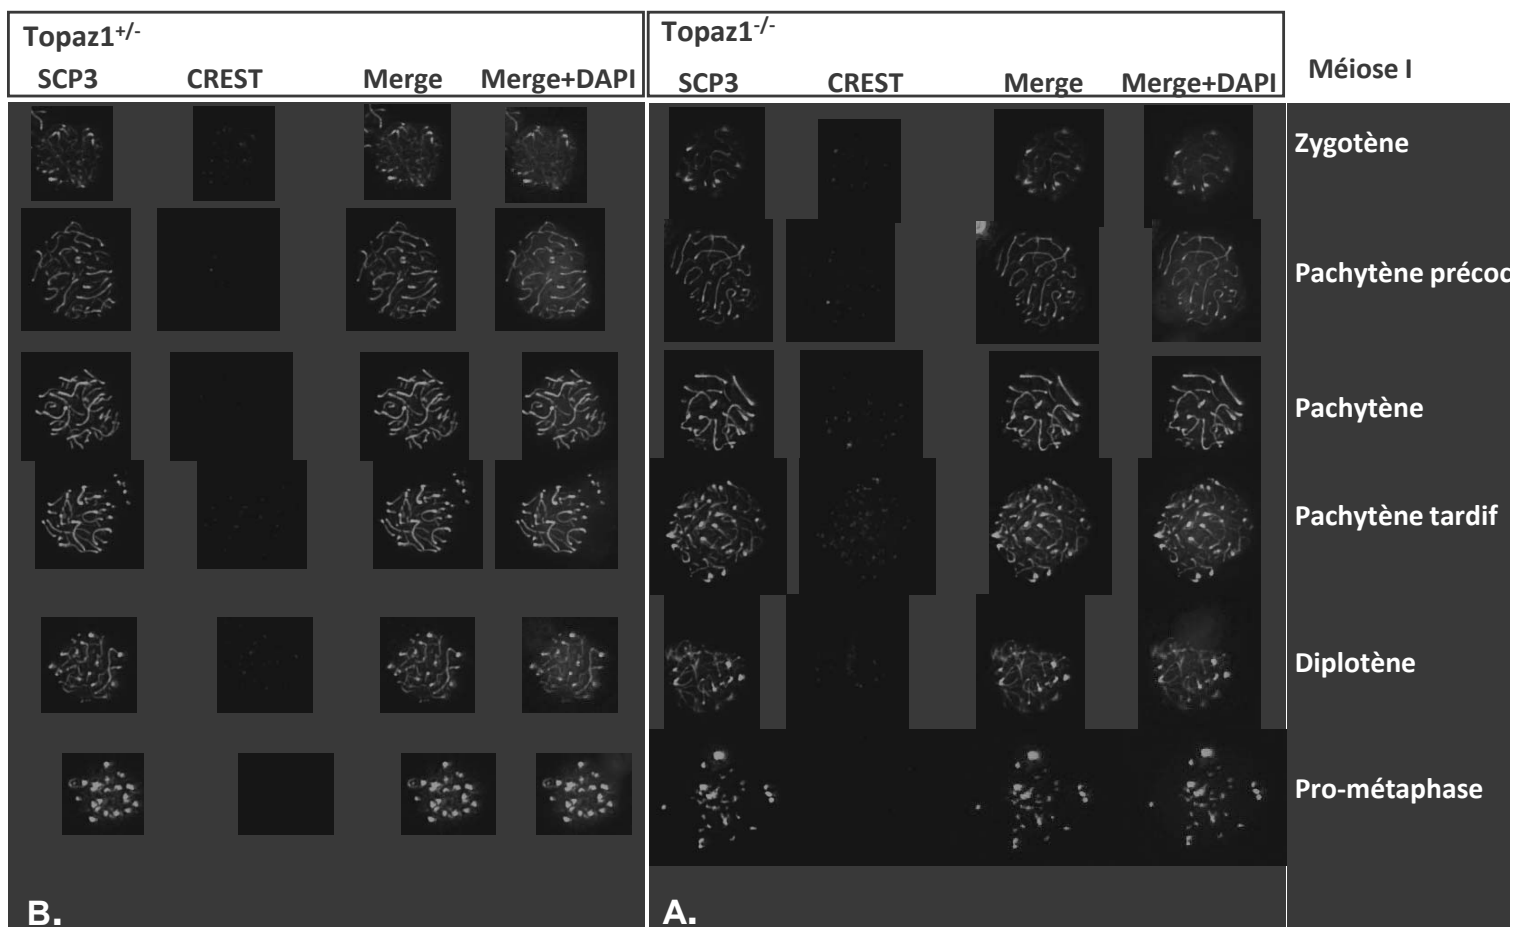 Topaz1+/-
SCP3 CREST Merge Merge+DAPI
Topaz1-/-
SCP3 CREST Merge Merge+DAPI
Méiose I
Zygotène
Pachytène précoc
Pachytène
Pachytène tardif
Diplotène
Pro-métaphase
B.
A.